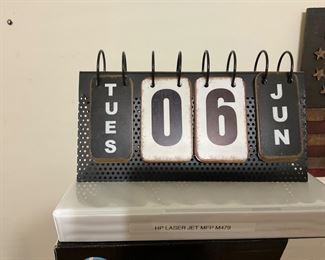 TUES
06
JUN
HP LASER JET MFP M479